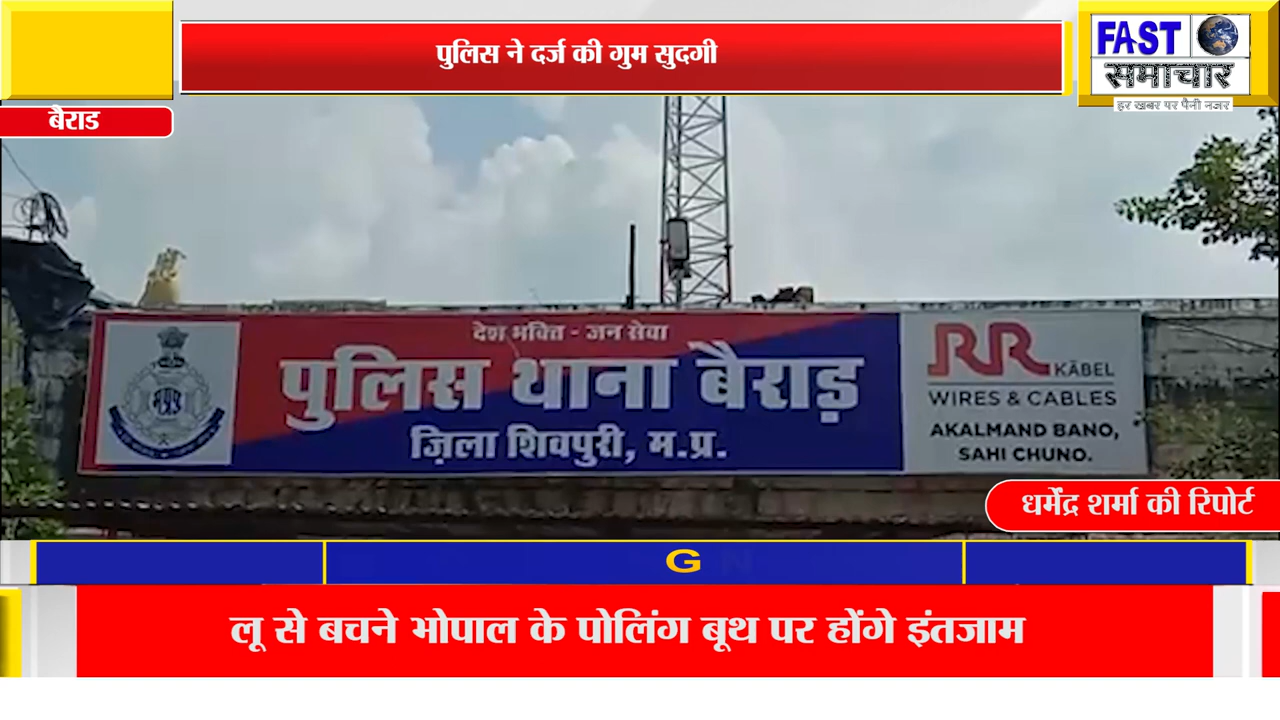 पुलिस ने दर्ज की गुम सुदगी
FAST
समाचार
हर खबर पर पैनी नजर
बैराड
देश भक्ति - जन सेवा
पुलिस थाना बैराड़
ज़िला शिवपुरी, म.प्र.
RR KABEL
WIRES & CABLES
AKALMAND BANO,
SAHI CHUNO.
धर्मेंद्र शर्मा की रिपोर्ट
G N
लू से बचने भोपाल के पोलिंग बूथ पर होंगे इंतजाम